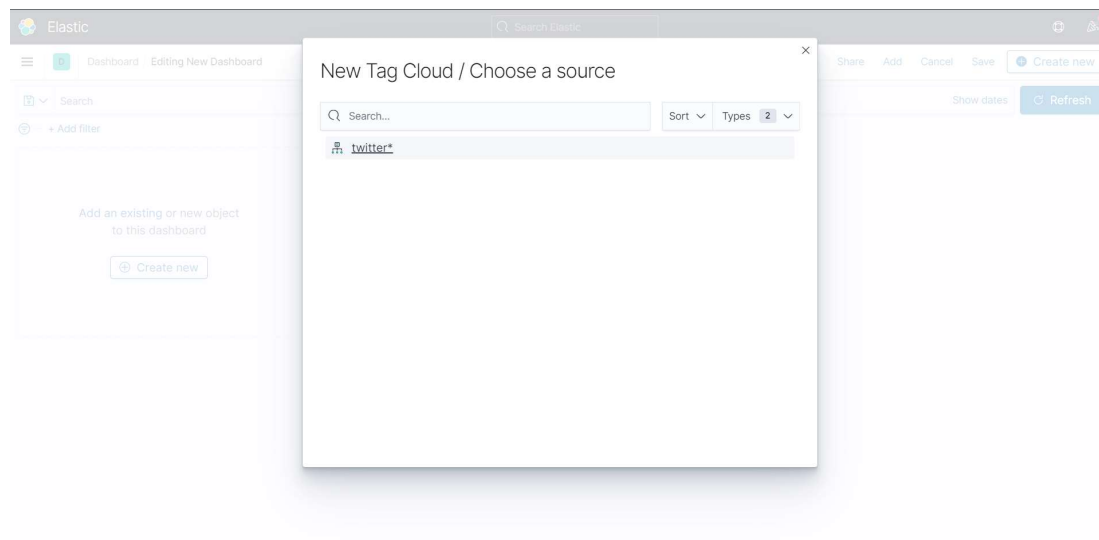 Elastic
Search Elastic
D Dashboard Editing New Dashboard
Share Add Cancel Save Create new
New Tag Cloud / Choose a source
Search
Show dates Refresh
Search...
Sort Types 2
+ Add filter
twitter*
Add an existing or new object
to this dashboard
Create new